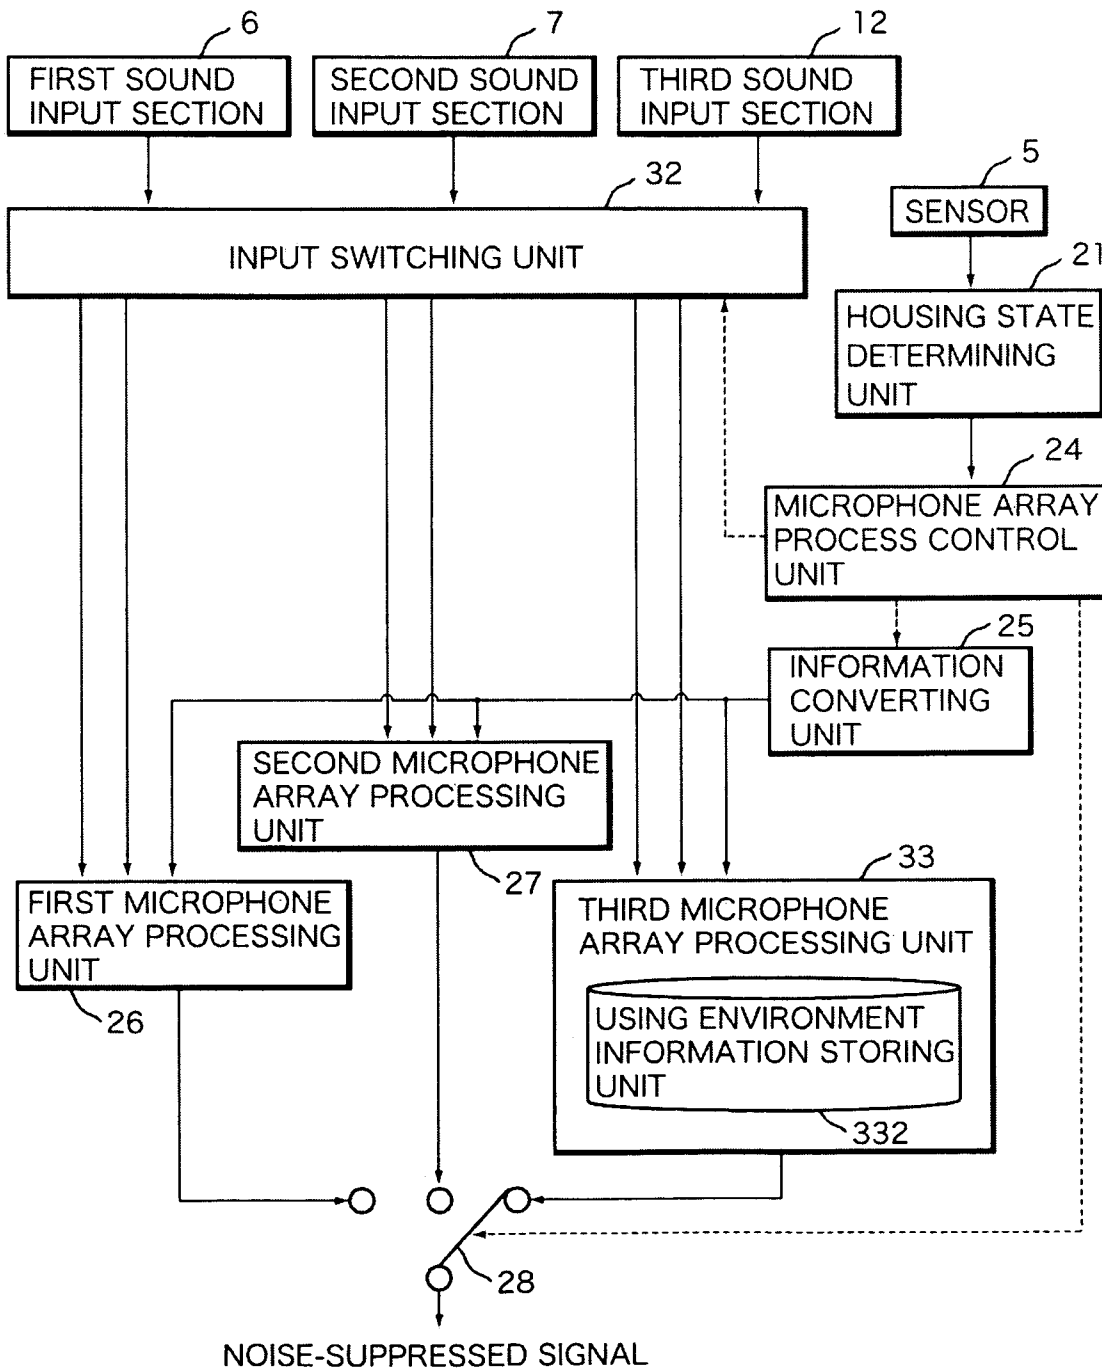 6
7
12
FIRST SOUND
INPUT SECTION
SECOND SOUND
INPUT SECTION
THIRD SOUND
INPUT SECTION
32
5
INPUT SWITCHING UNIT
SENSOR
21
HOUSING STATE
DETERMINING
UNIT
24
MICROPHONE ARRAY
PROCESS CONTROL
UNIT
25
INFORMATION
CONVERTING
UNIT
SECOND MICROPHONE
ARRAY PROCESSING
UNIT
27
33
FIRST MICROPHONE
ARRAY PROCESSING
UNIT
26
THIRD MICROPHONE
ARRAY PROCESSING UNIT
USING ENVIRONMENT
INFORMATION STORING
UNIT
332
28
NOISE-SUPPRESSED SIGNAL